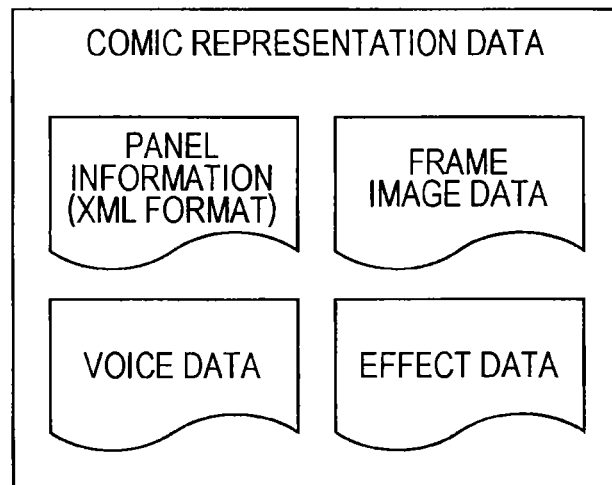 COMIC REPRESENTATION DATA
PANEL
INFORMATION
(XML FORMAT)
FRAME
IMAGE DATA
VOICE DATA
EFFECT DATA